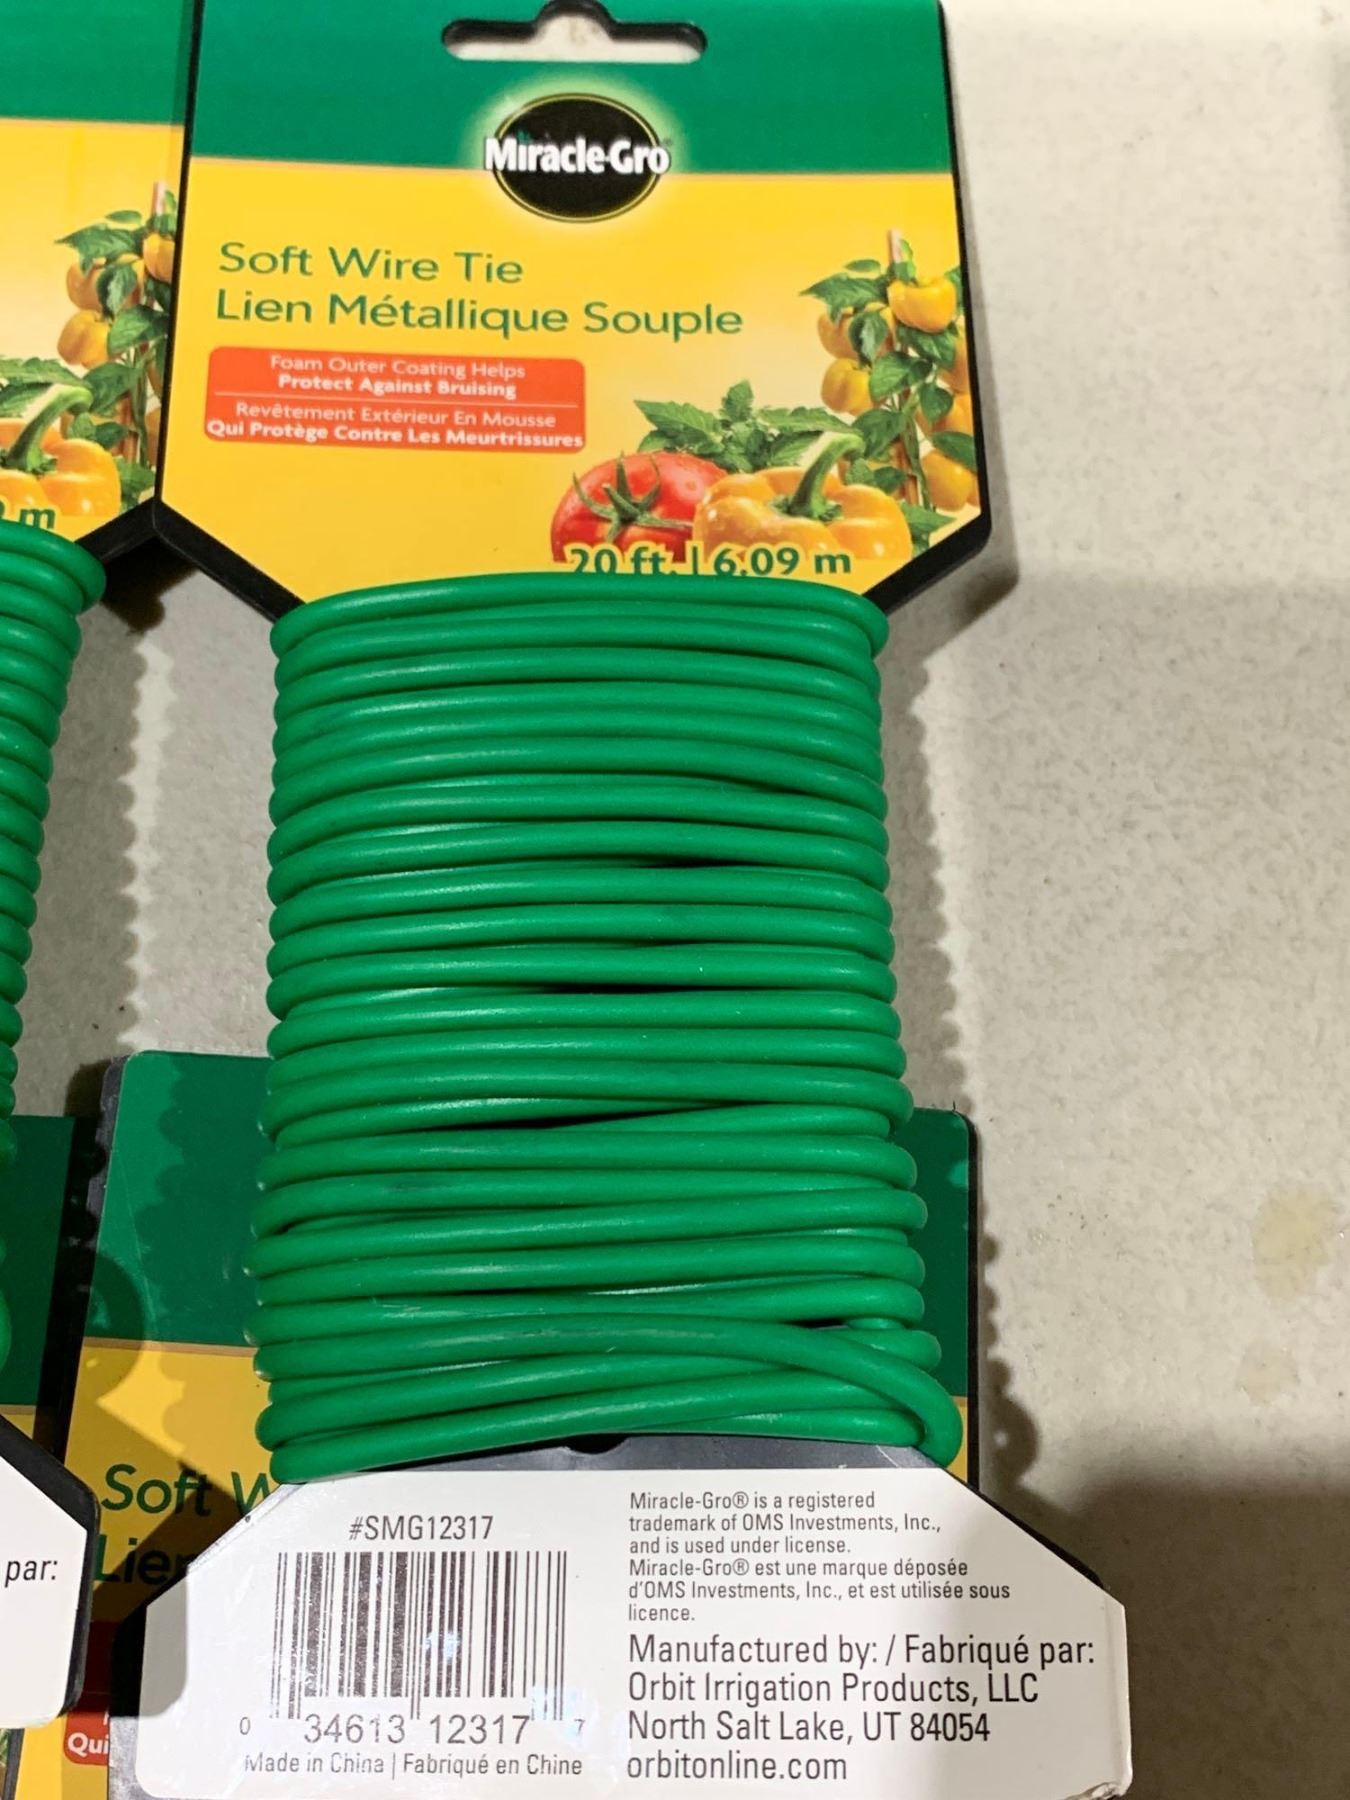 Miracle-Gro
Soft Wire Tie
Lien Métallique Souple
Foam Outer Coating Helps
Protect Against Bruising
Revêtement Extérieur En Mousse
Qui Protège Contre Les Meurtrissures
20 ft. | 6.09 m
m
#SMG12317
0 34613 12317 7
Made in China | Fabriqué en Chine
Miracle-Gro® is a registered
trademark of OMS Investments, Inc.,
and is used under license.
Miracle-Gro® est une marque déposée
d'OMS Investments, Inc., et est utilisée sous
licence.
Manufactured by: / Fabriqué par:
Orbit Irrigation Products, LLC
North Salt Lake, UT 84054
orbitonline.com
par:
Soft W
Lien
Qui